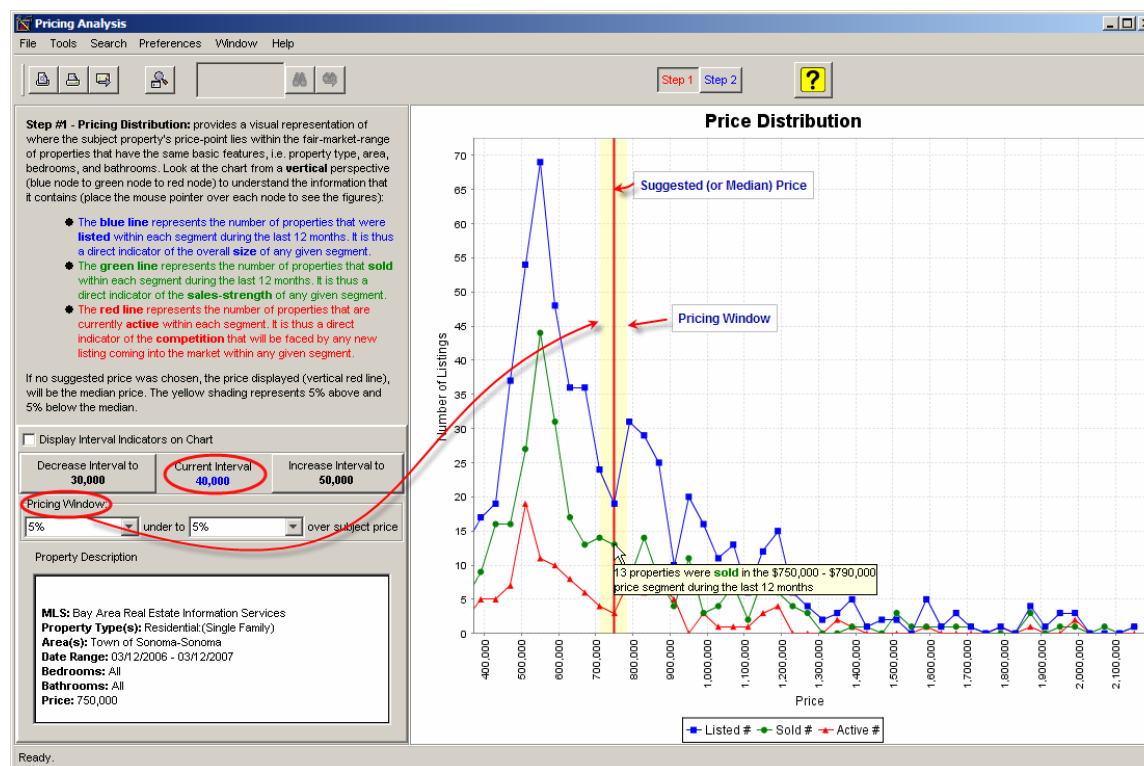 Pricing Analysis
File Tools Search Preferences Window Help
Step 1 Step 2 ?
Step #1 - Pricing Distribution: provides a visual representation of
where the subject property's price-point lies within the fair-market-range
of properties that have the same basic features, i.e. property type, area,
bedrooms, and bathrooms. Look at the chart from a vertical perspective
(blue node to green node to red node) to understand the information that
it contains (place the mouse pointer over each node to see the figures):
The blue line represents the number of properties that were
listed within each segment during the last 12 months. It is thus
a direct indicator of the overall size of any given segment.
The green line represents the number of properties that sold
within each segment during the last 12 months. It is thus a
direct indicator of the sales-strength of any given segment.
The red line represents the number of properties that are
currently active within each segment. It is thus a direct
indicator of the competition that will be faced by any new
listing coming into the market within any given segment.
If no suggested price was chosen, the price displayed (vertical red line),
will be the median price. The yellow shading represents 5% above and
5% below the median.
Display Interval Indicators on Chart
Decrease Interval to
30,000
Current Interval
40,000
Increase Interval to
50,000
Pricing Window:
5% under to 5% over subject price
Property Description
MLS: Bay Area Real Estate Information Services
Property Type(s): Residential:(Single Family)
Area(s): Town of Sonoma-Sonoma
Date Range: 03/12/2006 - 03/12/2007
Bedrooms: All
Bathrooms: All
Price: 750,000
Price Distribution
Suggested (or Median) Price
Pricing Window
Number of Listings
70
65
60
55
50
45
40
35
30
25
20
15
10
5
0
13 properties were sold in the $750,000 - $790,000
price segment during the last 12 months
400,000
500,000
600,000
700,000
800,000
900,000
1,000,000
1,100,000
1,200,000
1,300,000
1,400,000
1,500,000
1,600,000
1,700,000
1,800,000
1,900,000
2,000,000
2,100,000
Price
Listed # Sold # Active #
Ready.